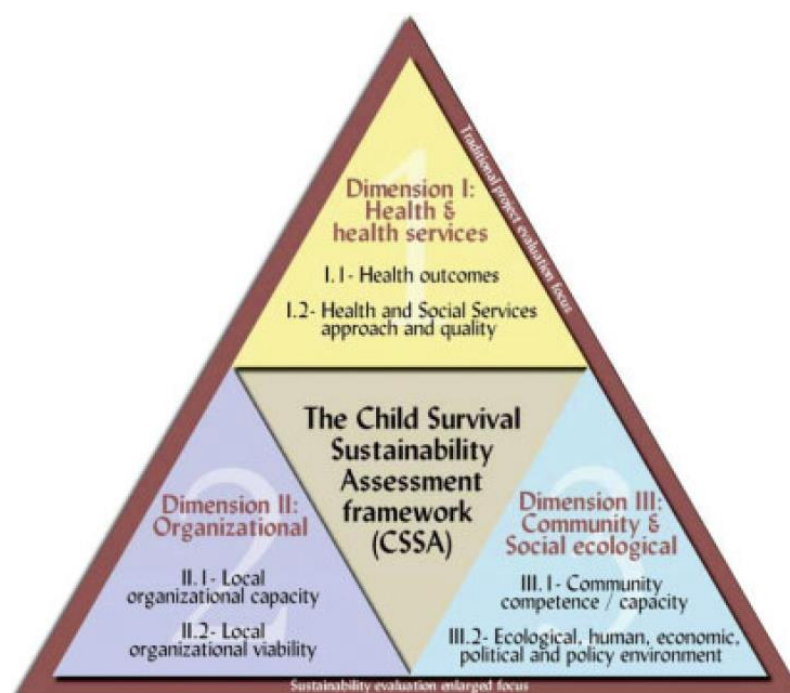 Traditional project evaluation focus
1
Dimension I:
Health &
health services
I.1- Health outcomes
I.2- Health and Social Services
approach and quality
The Child Survival
Sustainability
Assessment
framework
(CSSA)
2
Dimension II:
Organizational
II.1- Local
organizational capacity
II.2- Local
organizational viability
3
Dimension III:
Community &
Social ecological
III.1- Community
competence / capacity
III.2- Ecological, human, economic,
political and policy environment
Sustainability evaluation enlarged focus